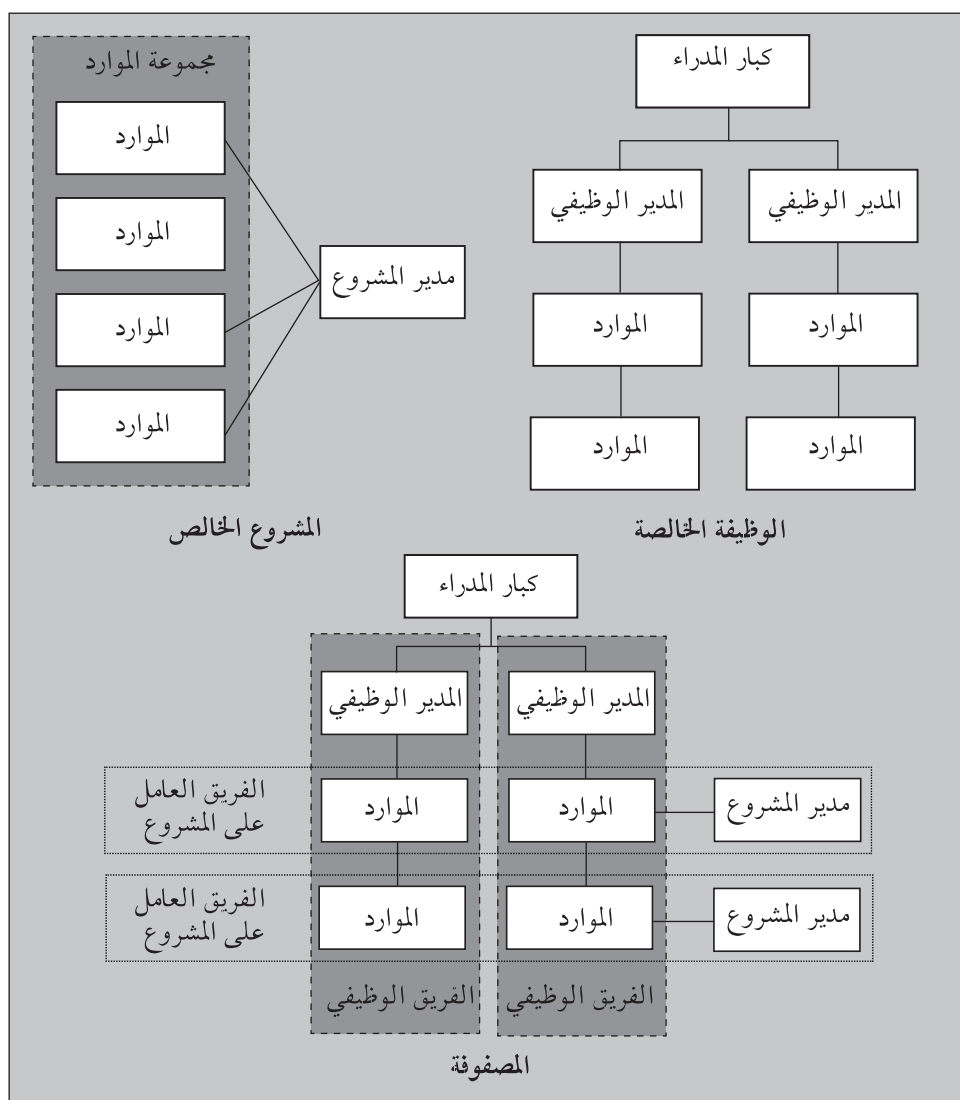 كبار المدراء
المدير الوظيفي
المدير الوظيفي
الموارد
الموارد
الموارد
الموارد
الوظيفة الخالصة
مجموعة الموارد
الموارد
الموارد
الموارد
الموارد
مدير المشروع
المشروع الخالص
كبار المدراء
المدير الوظيفي
المدير الوظيفي
مدير المشروع
الموارد
الموارد
الفريق العامل
على المشروع
مدير المشروع
الموارد
الموارد
الفريق العامل
على المشروع
الفريق الوظيفي
الفريق الوظيفي
المصفوفة